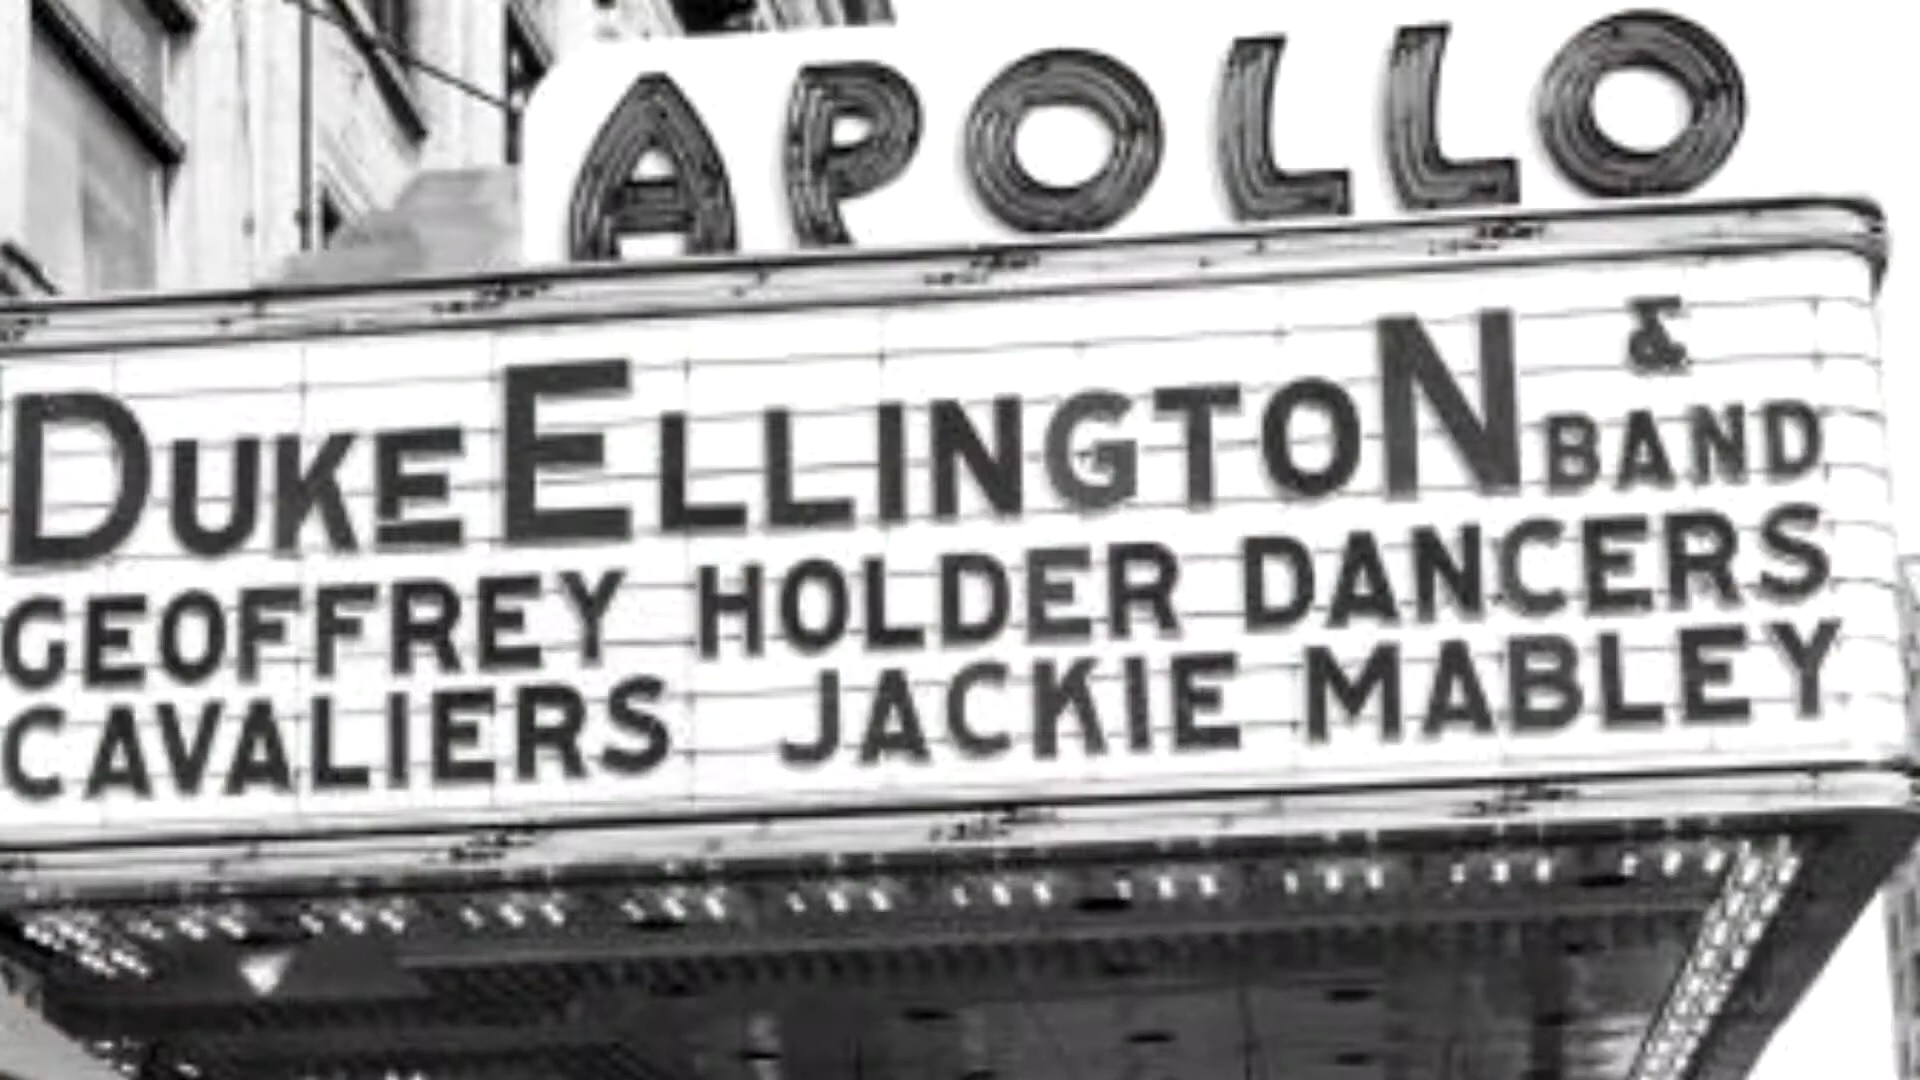 APOLLO
DUKE ELLINGTON & BAND
GEOFFREY HOLDER DANCERS
CAVALIERS JACKIE MABLEY